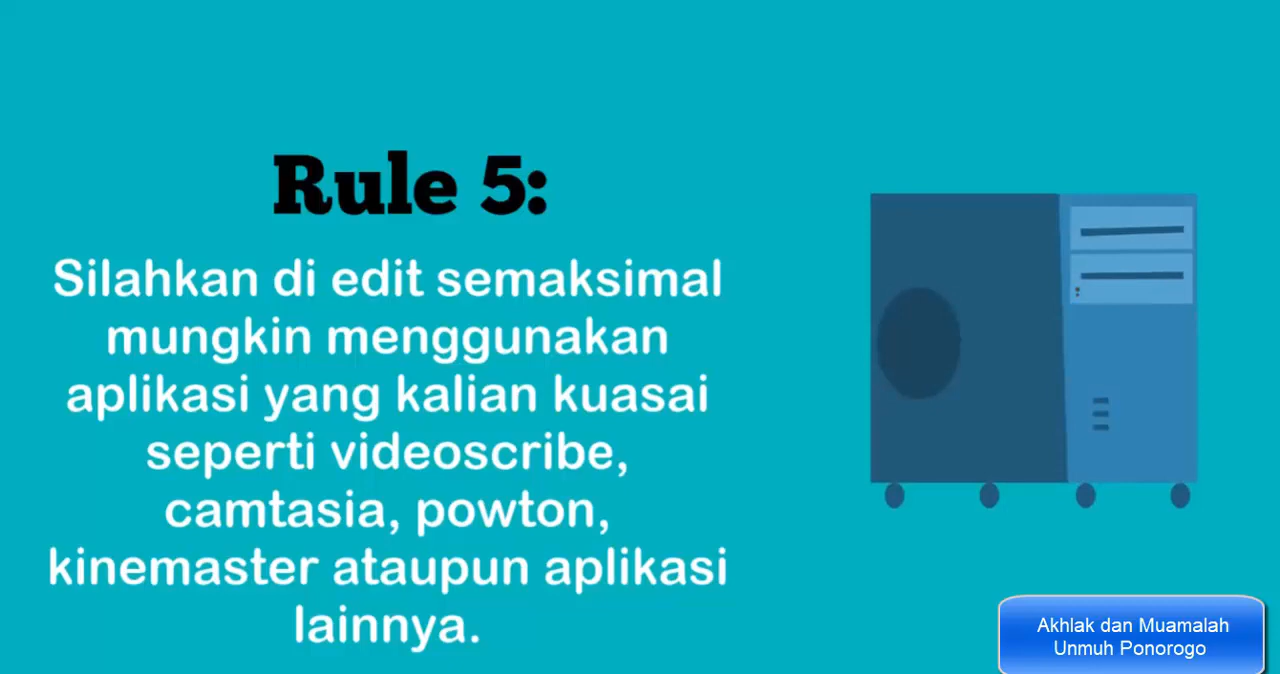 Rule 5:
Silahkan di edit semaksimal
mungkin menggunakan
aplikasi yang kalian kuasai
seperti videoscribe,
camtasia, powton,
kinemaster ataupun aplikasi
lainnya.
Akhlak dan Muamalah
Unmuh Ponorogo